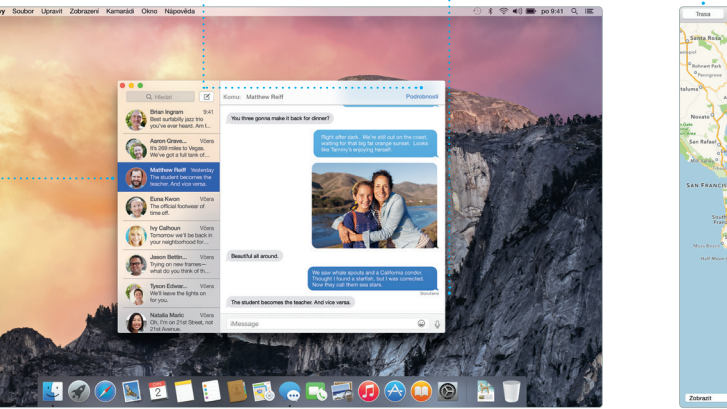 Soubor Upravit Zobrazení Kamarádi Okno Nápověda
po 9:41
Hledat
Komu: Matthew Reiff
Podrobnosti
Brian Ingram 9:41
Best surfabilly jazz trio
you've ever heard. Am I...
Aaron Grave... Včera
It's 269 miles to Vegas.
We've got a full tank of...
Matthew Reiff Yesterday
The student becomes the
teacher. And vice versa.
Euna Kwon Včera
The official footwear of
time off.
Ivy Calhoun Včera
Tomorrow we'll be back in
your neighborhood for...
Jason Bettin... Včera
Trying on new frames—
what do you think of th...
Tyson Edwar... Včera
We'll leave the lights on
for you.
Natalia Maric Včera
Oh, I'm on 21st Street, not
21st Avenue.
You three gonna make it back for dinner?
Right after dark. We're still out on the coast,
waiting for that big fat orange sunset. Looks
like Tammy's enjoying herself.
Beautiful all around.
We saw whale spouts and a California condor.
Thought I found a starfish, but I was corrected.
Now they call them sea stars.
Doručeno
The student becomes the teacher. And vice versa.
iMessage
2
Trasa
Santa Rosa
Rohnert Park
Penngrove
Novato
San Rafael
SAN FRANCIS
South
Half Moon
Zobrazit